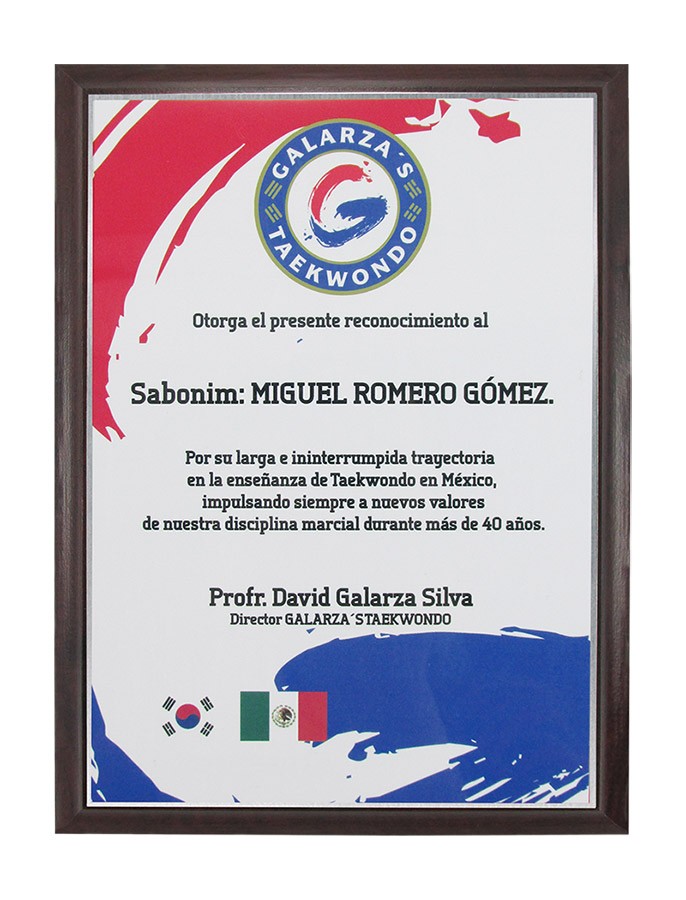 GALARZA´S
TAEKWONDO
Otorga el presente reconocimiento al
Sabonim: MIGUEL ROMERO GÓMEZ.
Por su larga e ininterrumpida trayectoria
en la enseñanza de Taekwondo en México,
impulsando siempre a nuevos valores
de nuestra disciplina marcial durante más de 40 años.
Profr. David Galarza Silva
Director GALARZA´STAEKWONDO